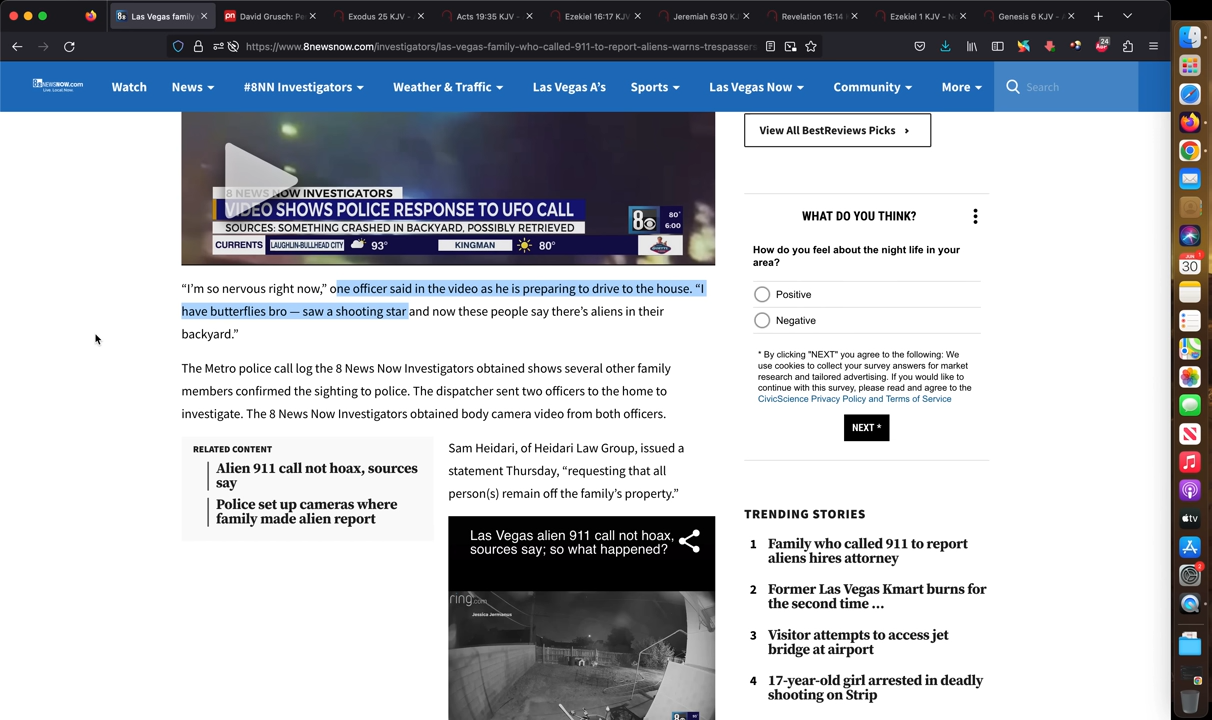 Las Vegas family
David Grusch: Pe
Exodus 25 KJV -
Acts 19:35 KJV -
Ezekiel 16:17 KJV
Jeremiah 6:30 KJ
Revelation 16:14
Ezekiel 1 KJV - N
Genesis 6 KJV - A
https://www.8newsnow.com/investigators/las-vegas-family-who-called-911-to-report-aliens-warns-trespassers
24
8NEWSNOW.com
Watch
News
#8NN Investigators
Weather & Traffic
Las Vegas A's
Sports
Las Vegas Now
Community
More
Search
8 NEWS NOW INVESTIGATORS
VIDEO SHOWS POLICE RESPONSE TO UFO CALL
SOURCES: SOMETHING CRASHED IN BACKYARD, POSSIBLY RETRIEVED
8 80°
6:00
CURRENTS LAUGHLIN-BULLHEAD CITY 93° KINGMAN 80°
“I’m so nervous right now,” one officer said in the video as he is preparing to drive to the house. “I
have butterflies bro — saw a shooting star and now these people say there’s aliens in their
backyard.”
The Metro police call log the 8 News Now Investigators obtained shows several other family
members confirmed the sighting to police. The dispatcher sent two officers to the home to
investigate. The 8 News Now Investigators obtained body camera video from both officers.
RELATED CONTENT
Alien 911 call not hoax, sources
say
Police set up cameras where
family made alien report
Sam Heidari, of Heidari Law Group, issued a
statement Thursday, “requesting that all
person(s) remain off the family’s property.”
Las Vegas alien 911 call not hoax,
sources say; so what happened?
ring.com
View All BestReviews Picks
WHAT DO YOU THINK?
How do you feel about the night life in your
area?
Positive
Negative
* By clicking "NEXT" you agree to the following: We
use cookies to collect your survey answers for market
research and tailored advertising. If you would like to
continue with this survey, please read and agree to the
CivicScience Privacy Policy and Terms of Service
NEXT *
TRENDING STORIES
1 Family who called 911 to report
aliens hires attorney
2 Former Las Vegas Kmart burns for
the second time …
3 Visitor attempts to access jet
bridge at airport
4 17-year-old girl arrested in deadly
shooting on Strip
JUN
30
tv
2